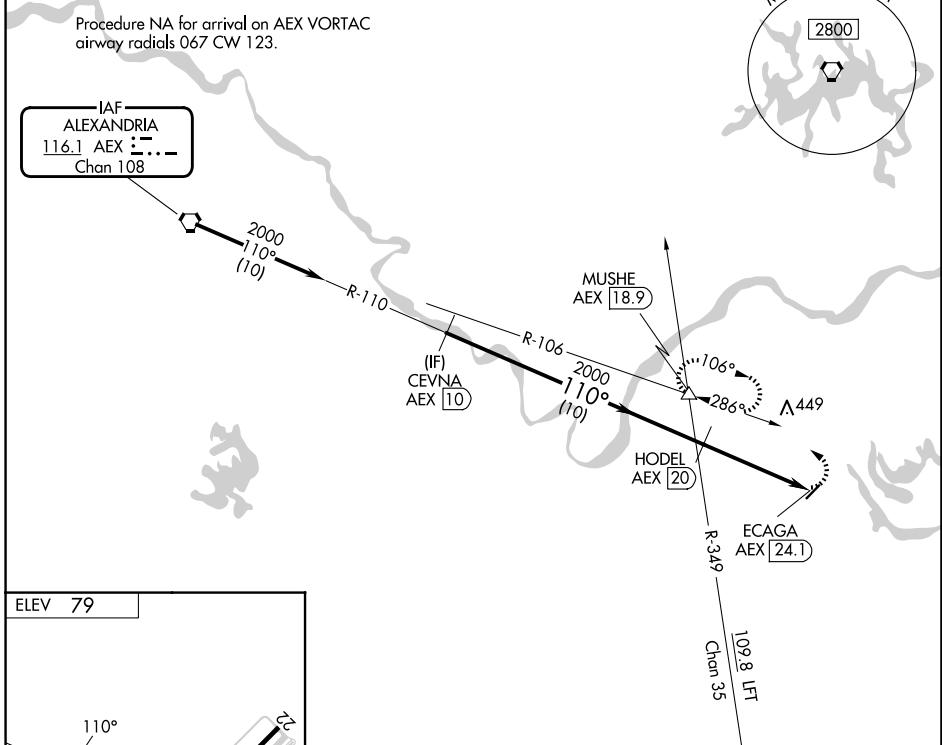 Procedure NA for arrival on AEX VORTAC
airway radials 067 CW 123.
2800
IAF
ALEXANDRIA
116.1 AEX
Chan 108
2000
110°
(10)
R-110
MUSHE
AEX 18.9
R-106
106°
(IF)
CEVNA
AEX 10
2000
110°
(10)
286°
449
HODEL
AEX 20
ECAGA
AEX 24.1
R-349
109.8 LFT
Chan 35
ELEV 79
110°
22